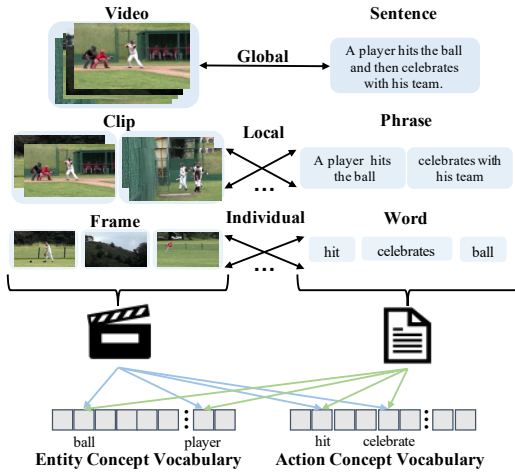 Video
Sentence
Global
A player hits the ball
and then celebrates
with his team.
Clip
Local
Phrase
...
A player hits
the ball
celebrates with
his team
Frame
Individual
Word
...
hit
celebrates
ball
ball
player
hit
celebrate
Entity Concept Vocabulary
Action Concept Vocabulary